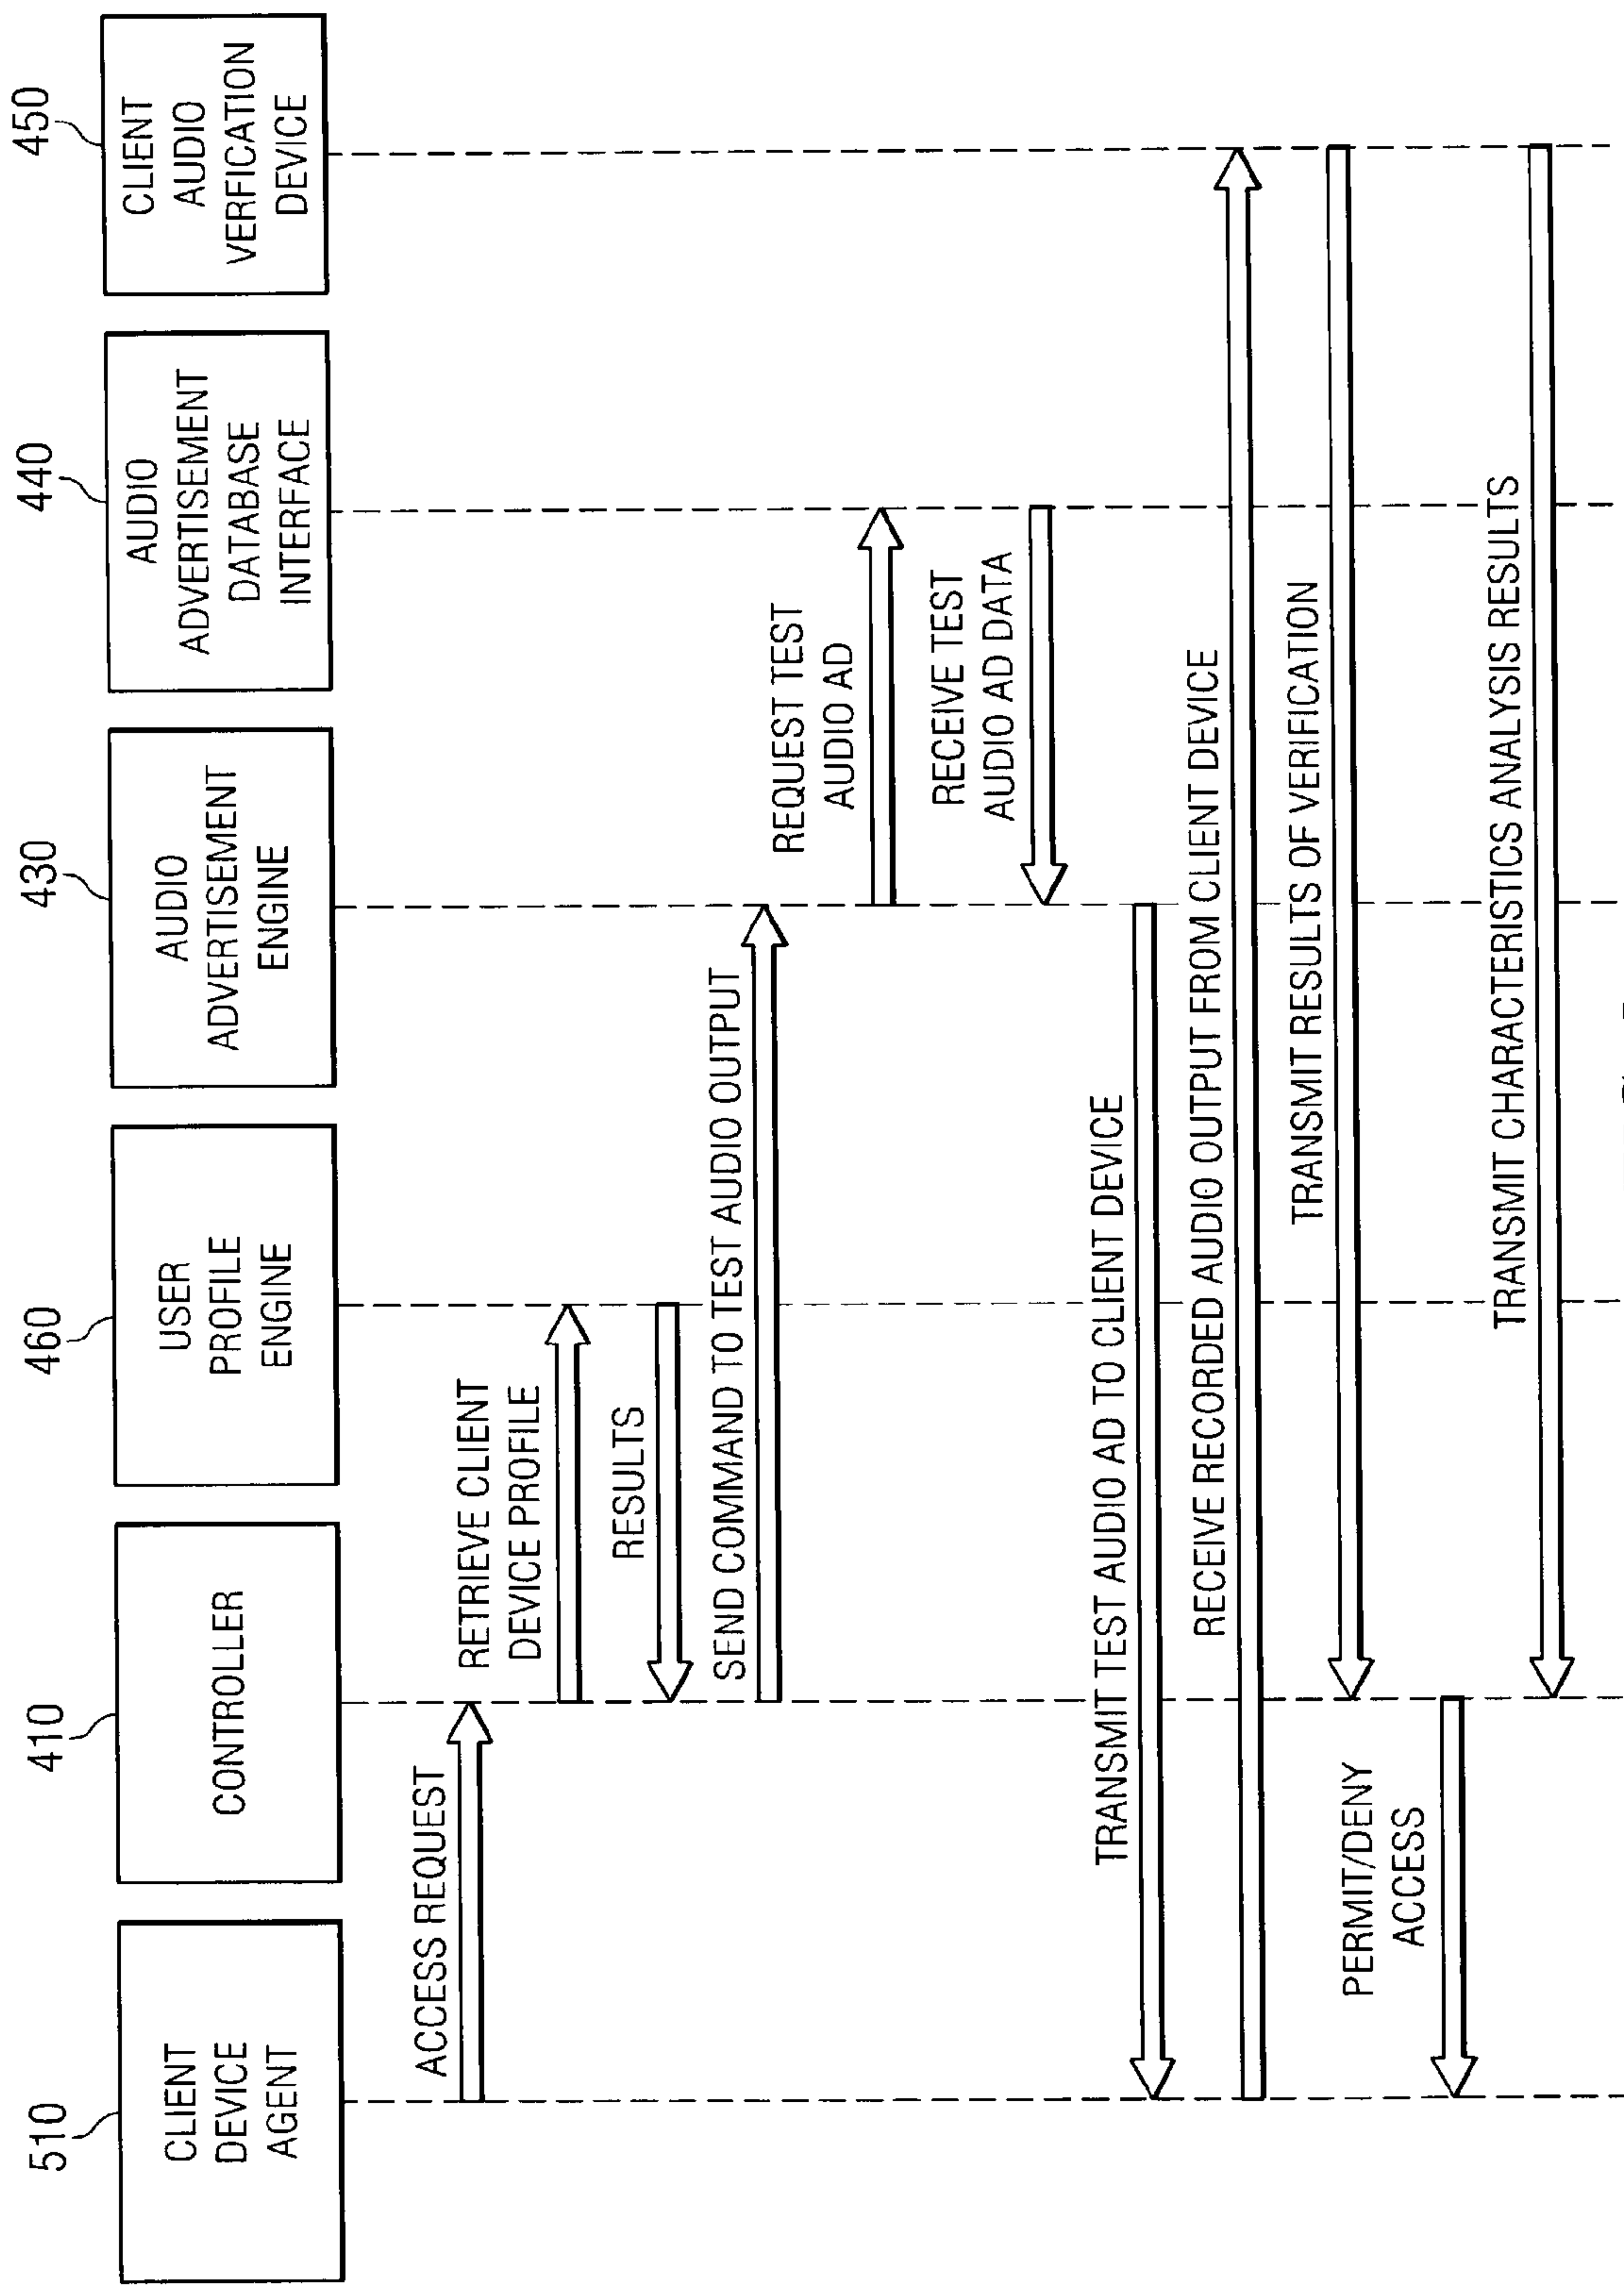 510
CLIENT
DEVICE
AGENT
410
CONTROLLER
460
USER
PROFILE
ENGINE
430
AUDIO
ADVERTISEMENT
ENGINE
440
AUDIO
ADVERTISEMENT
DATABASE
INTERFACE
450
CLIENT
AUDIO
VERFICATION
DEVICE
ACCESS REQUEST
RETRIEVE CLIENT
DEVICE PROFILE
RESULTS
SEND COMMAND TO TEST AUDIO OUTPUT
REQUEST TEST
AUDIO AD
RECEIVE TEST
AUDIO AD DATA
TRANSMIT TEST AUDIO AD TO CLIENT DEVICE
RECEIVE RECORDED AUDIO OUTPUT FROM CLIENT DEVICE
TRANSMIT RESULTS OF VERIFICATION
PERMIT/DENY
ACCESS
TRANSMIT CHARACTERISTICS ANALYSIS RESULTS